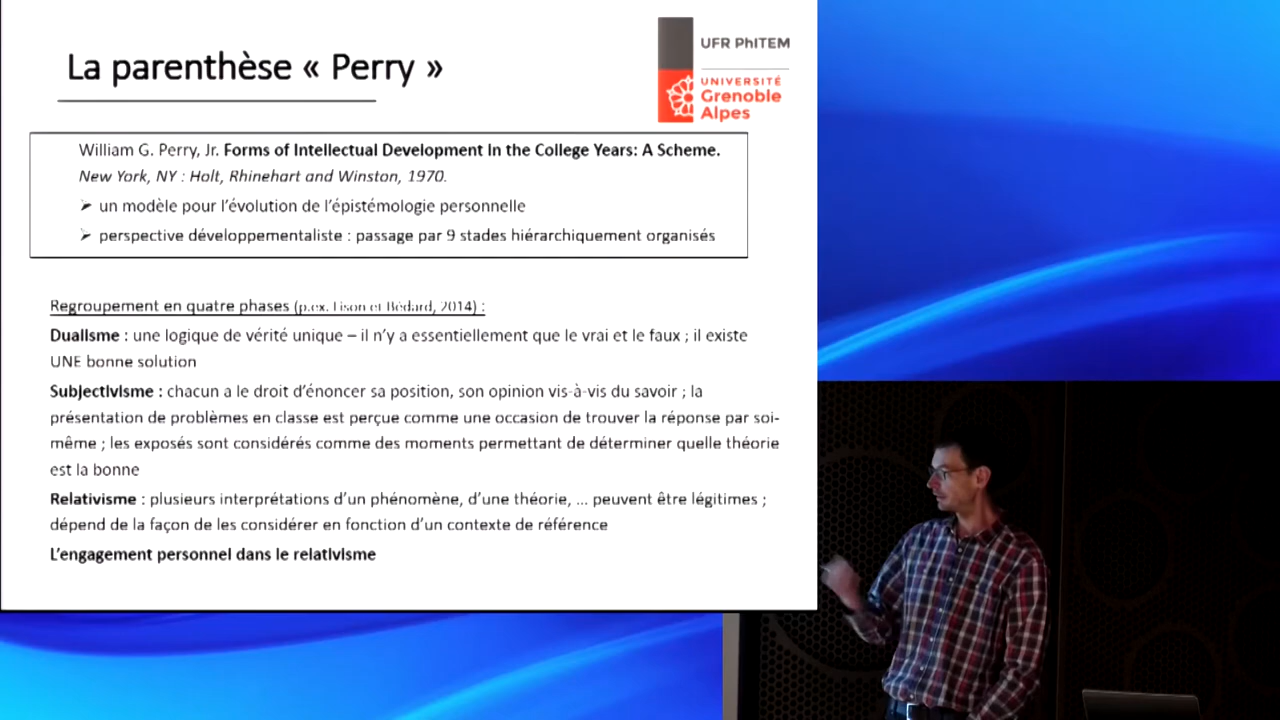 La parenthèse « Perry »
UFR PhITEM
UNIVERSITÉ
Grenoble
Alpes
William G. Perry, Jr. Forms of Intellectual Development in the College Years: A Scheme.
New York, NY : Holt, Rhinehart and Winston, 1970.
➢ un modèle pour l'évolution de l'épistémologie personnelle
➢ perspective développementaliste : passage par 9 stades hiérarchiquement organisés
Regroupement en quatre phases (p.ex. Lison et Bédard, 2014) :
Dualisme : une logique de vérité unique – il n'y a essentiellement que le vrai et le faux ; il existe
UNE bonne solution
Subjectivisme : chacun a le droit d'énoncer sa position, son opinion vis-à-vis du savoir ; la
présentation de problèmes en classe est perçue comme une occasion de trouver la réponse par soi-
même ; les exposés sont considérés comme des moments permettant de déterminer quelle théorie
est la bonne
Relativisme : plusieurs interprétations d'un phénomène, d'une théorie, ... peuvent être légitimes ;
dépend de la façon de les considérer en fonction d'un contexte de référence
L'engagement personnel dans le relativisme